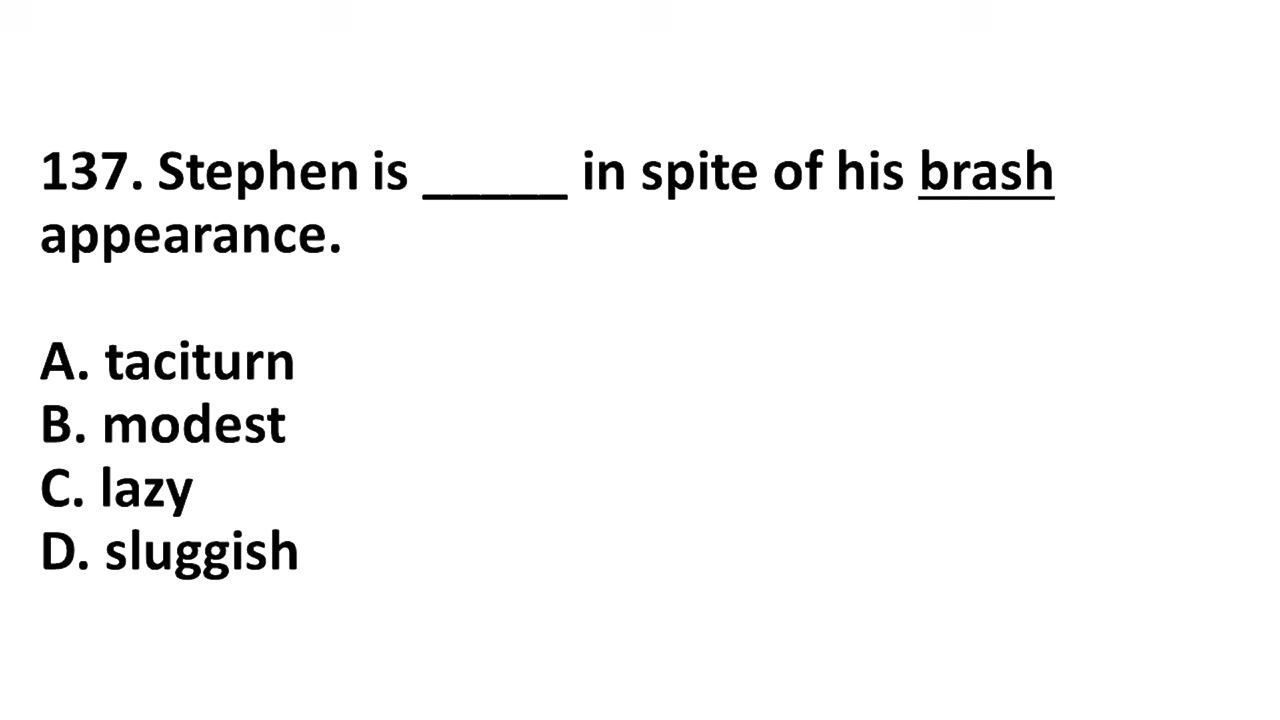 137. Stephen is _____ in spite of his brash
appearance.
A. taciturn
B. modest
C. lazy
D. sluggish